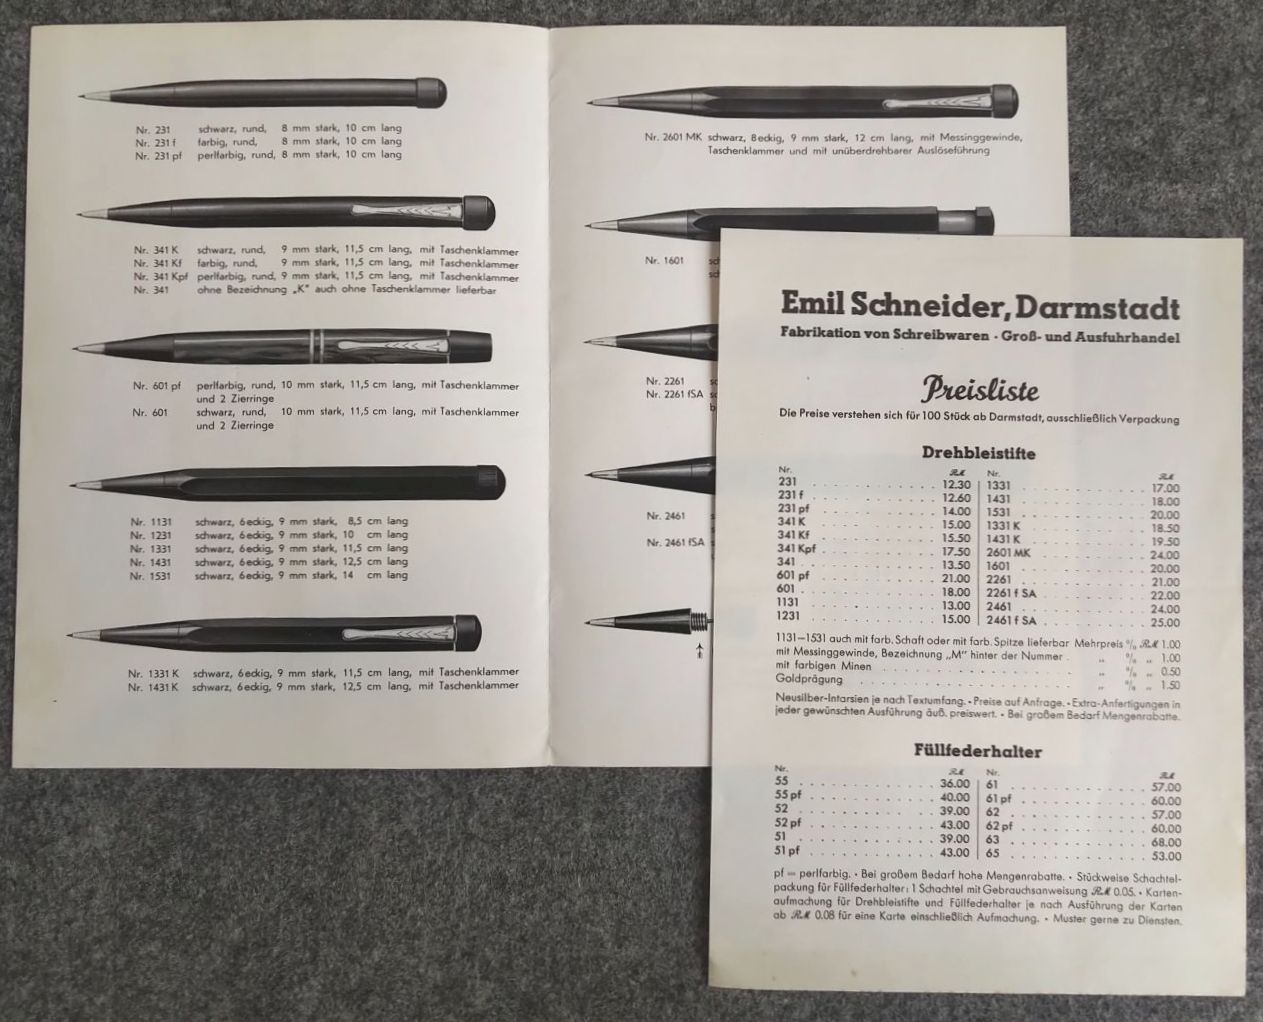 Nr. 231 schwarz, rund, 8 mm stark, 10 cm lang
Nr. 231 f farbig, rund, 8 mm stark, 10 cm lang
Nr. 231 pf perlfarbig, rund, 8 mm stark, 10 cm lang
Nr. 341 K schwarz, rund, 9 mm stark, 11,5 cm lang, mit Taschenklammer
Nr. 341 Kf farbig, rund, 9 mm stark, 11,5 cm lang, mit Taschenklammer
Nr. 341 Kpf perlfarbig, rund, 9 mm stark, 11,5 cm lang, mit Taschenklammer
Nr. 341 ohne Bezeichnung „K" auch ohne Taschenklammer lieferbar
Nr. 601 pf perlfarbig, rund, 10 mm stark, 11,5 cm lang, mit Taschenklammer
und 2 Zierringe
Nr. 601 schwarz, rund, 10 mm stark, 11,5 cm lang, mit Taschenklammer
und 2 Zierringe
Nr. 1131 schwarz, 6eckig, 9 mm stark, 8,5 cm lang
Nr. 1231 schwarz, 6eckig, 9 mm stark, 10 cm lang
Nr. 1331 schwarz, 6eckig, 9 mm stark, 11,5 cm lang
Nr. 1431 schwarz, 6eckig, 9 mm stark, 12,5 cm lang
Nr. 1531 schwarz, 6eckig, 9 mm stark, 14 cm lang
Nr. 1331 K schwarz, 6eckig, 9 mm stark, 11,5 cm lang, mit Taschenklammer
Nr. 1431 K schwarz, 6eckig, 9 mm stark, 12,5 cm lang, mit Taschenklammer
Nr. 2601 MK schwarz, 8eckig, 9 mm stark, 12 cm lang, mit Messinggewinde,
Taschenklammer und mit unüberdrehbarer Auslöseführung
Nr. 1601
Nr. 2261
Nr. 2261 fSA
Nr. 2461
Nr. 2461 fSA
Emil Schneider, Darmstadt
Fabrikation von Schreibwaren · Groß- und Ausfuhrhandel
Preisliste
Die Preise verstehen sich für 100 Stück ab Darmstadt, ausschließlich Verpackung
Drehbleistifte
Nr. RM Nr. RM
231 12.30 1331 17.00
231 f 12.60 1431 18.00
231 pf 14.00 1531 20.00
341 K 15.00 1331 K 18.50
341 Kf 15.50 1431 K 19.50
341 Kpf 17.50 2601 MK 24.00
341 13.50 1601 20.00
601 pf 21.00 2261 21.00
601 18.00 2261 f SA 22.00
1131 13.00 2461 24.00
1231 15.00 2461 f SA 25.00
1131—1531 auch mit farb. Schaft oder mit farb. Spitze lieferbar Mehrpreis % RM 1.00
mit Messinggewinde, Bezeichnung „M" hinter der Nummer . „ % „ 1.00
mit farbigen Minen „ % „ 0.50
Goldprägung „ % „ 1.50
Neusilber-Intarsien je nach Textumfang. · Preise auf Anfrage. · Extra-Anfertigungen in
jeder gewünschten Ausführung äuß. preiswert. · Bei großem Bedarf Mengenrabatte.
Füllfederhalter
Nr. RM Nr. RM
55 36.00 61 57.00
55 pf 40.00 61 pf 60.00
52 39.00 62 57.00
52 pf 43.00 62 pf 60.00
51 39.00 63 68.00
51 pf 43.00 65 53.00
pf = perlfarbig. · Bei großem Bedarf hohe Mengenrabatte. · Stückweise Schachtel-
packung für Füllfederhalter: 1 Schachtel mit Gebrauchsanweisung RM 0.05. · Karten-
aufmachung für Drehbleistifte und Füllfederhalter je nach Ausführung der Karten
ab RM 0.08 für eine Karte einschließlich Aufmachung. · Muster gerne zu Diensten.